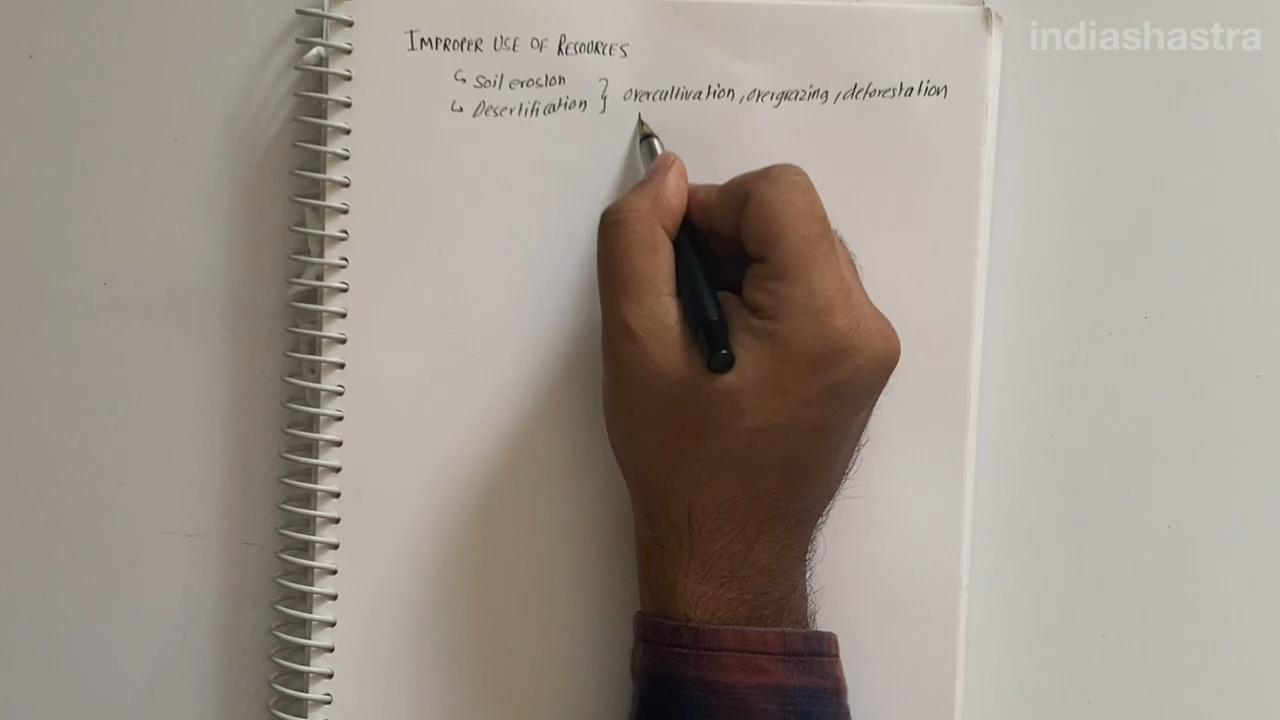 indiashastra
IMPROPER USE OF RESOURCES
↳ Soil erosion
↳ Desertification } overcultivation, overgrazing, deforestation